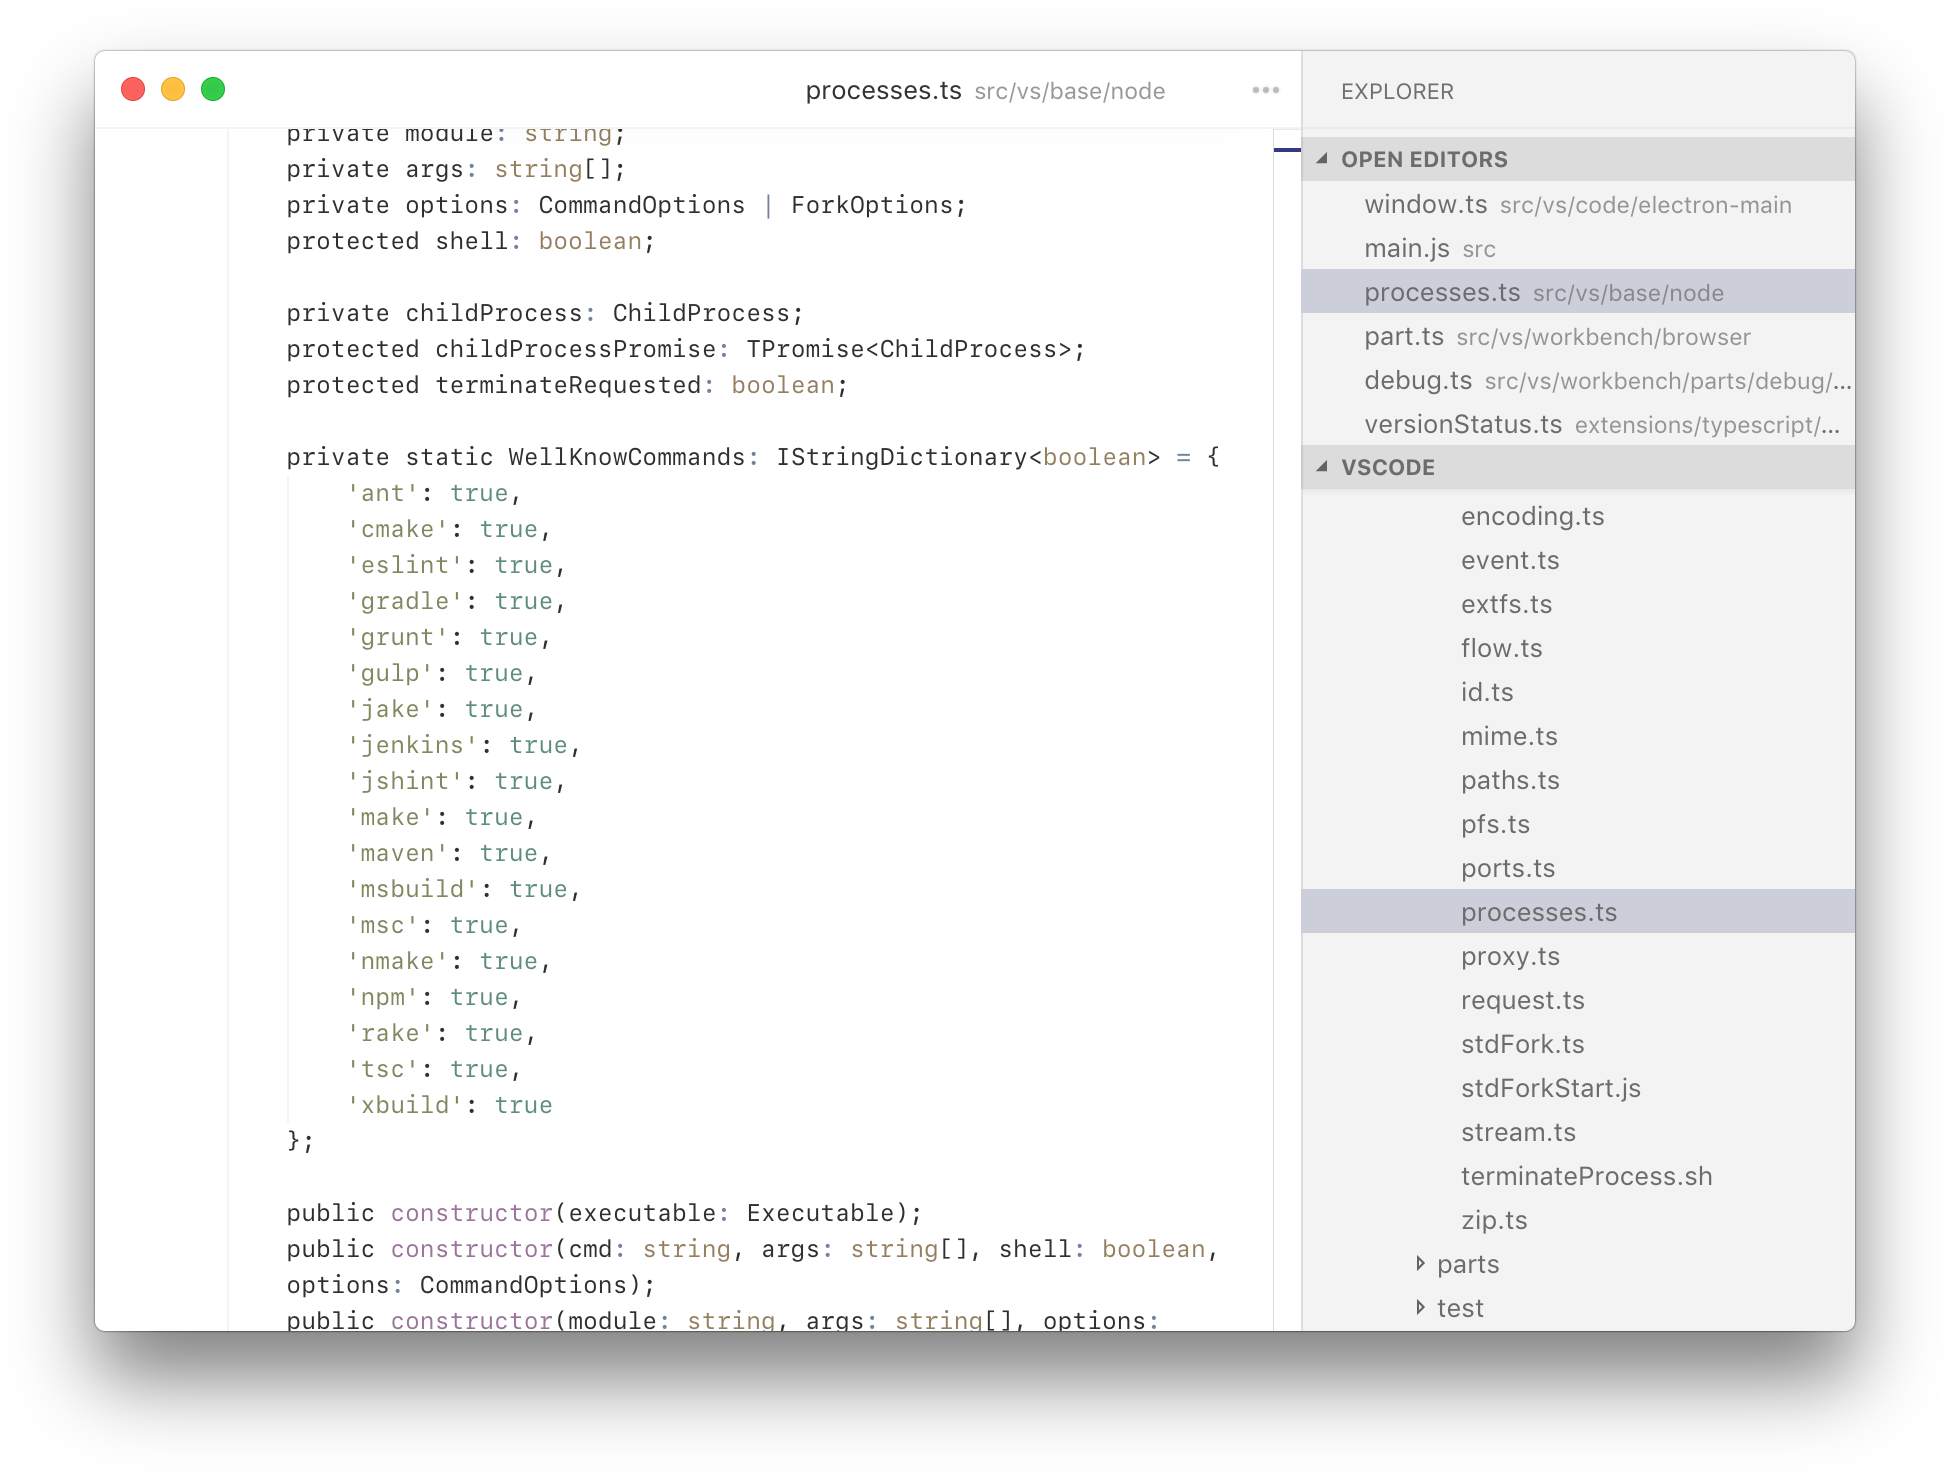 processes.ts src/vs/base/node
private module: string;
private args: string[];
private options: CommandOptions | ForkOptions;
protected shell: boolean;
private childProcess: ChildProcess;
protected childProcessPromise: TPromise<ChildProcess>;
protected terminateRequested: boolean;
private static WellKnowCommands: IStringDictionary<boolean> = {
'ant': true,
'cmake': true,
'eslint': true,
'gradle': true,
'grunt': true,
'gulp': true,
'jake': true,
'jenkins': true,
'jshint': true,
'make': true,
'maven': true,
'msbuild': true,
'msc': true,
'nmake': true,
'npm': true,
'rake': true,
'tsc': true,
'xbuild': true
};
public constructor(executable: Executable);
public constructor(cmd: string, args: string[], shell: boolean,
options: CommandOptions);
public constructor(module: string, args: string[], options:
EXPLORER
OPEN EDITORS
window.ts src/vs/code/electron-main
main.js src
processes.ts src/vs/base/node
part.ts src/vs/workbench/browser
debug.ts src/vs/workbench/parts/debug/...
versionStatus.ts extensions/typescript/...
VSCODE
encoding.ts
event.ts
extfs.ts
flow.ts
id.ts
mime.ts
paths.ts
pfs.ts
ports.ts
processes.ts
proxy.ts
request.ts
stdFork.ts
stdForkStart.js
stream.ts
terminateProcess.sh
zip.ts
parts
test